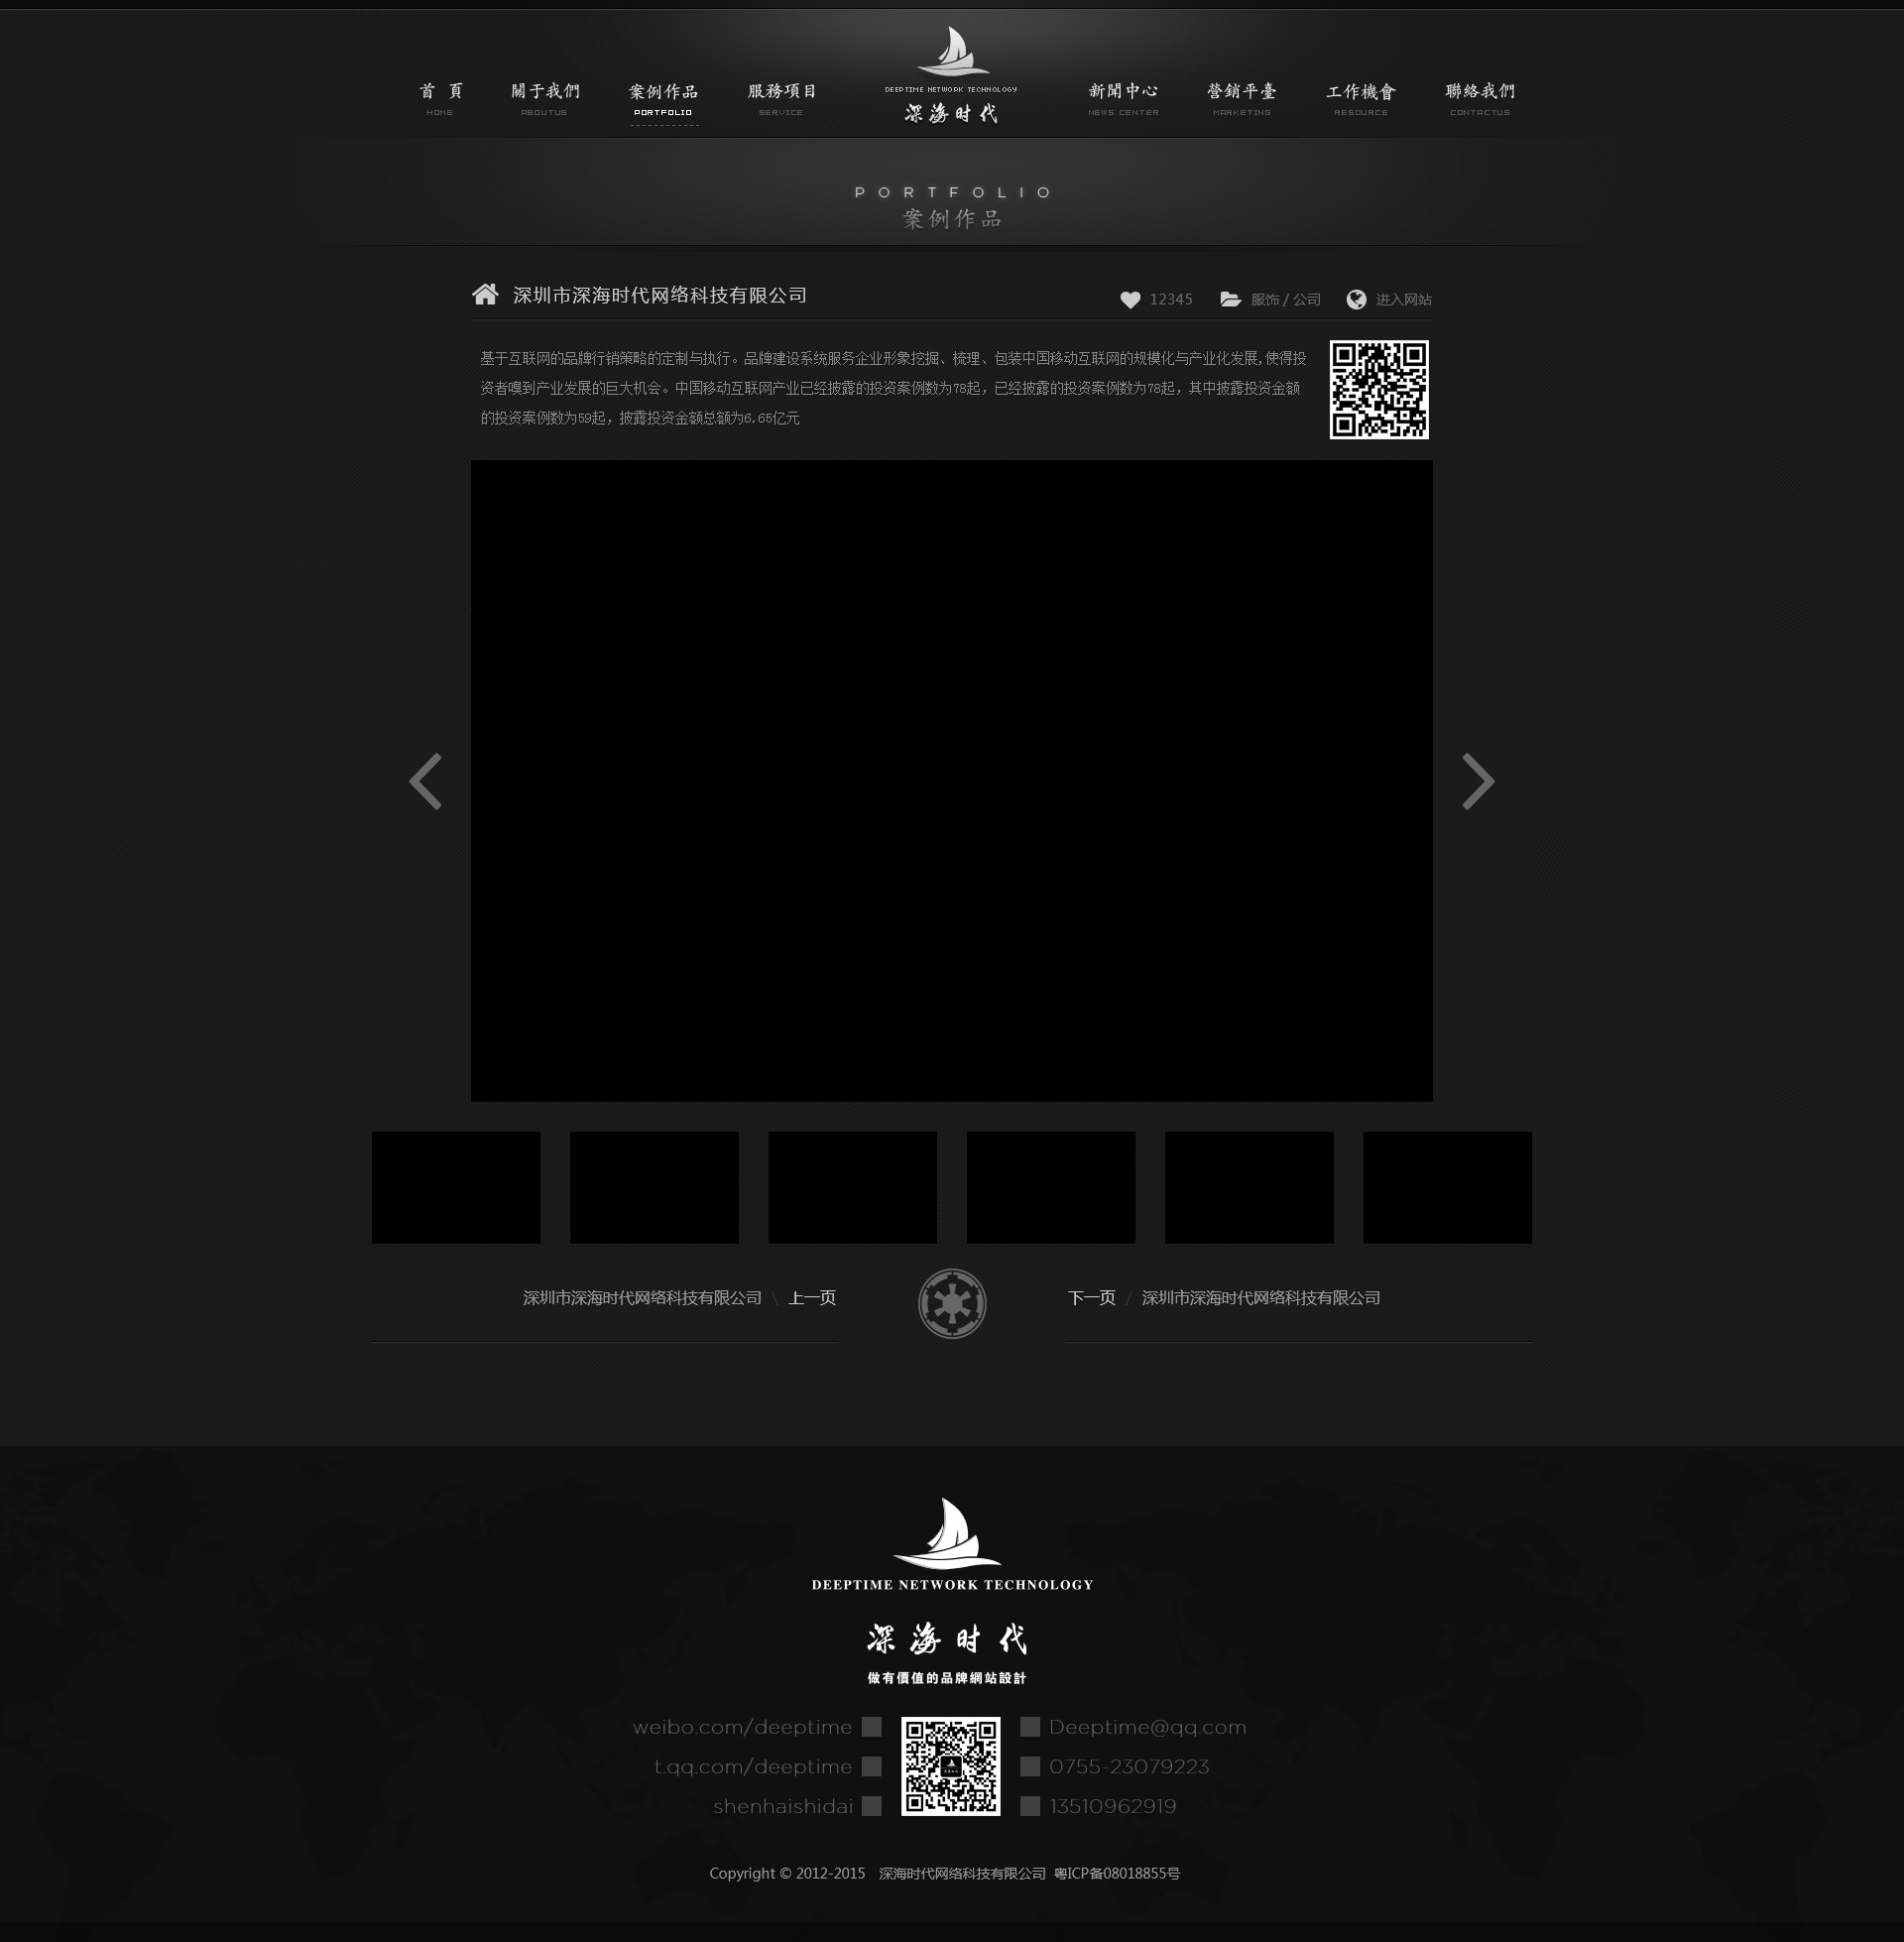 首 頁
HOME
關于我們
ABOUTUS
案例作品
PORTFOLIO
服務項目
SERVICE
DEEPTIME NETWORK TECHNOLOGY
深海时代
新聞中心
NEWS CENTER
營銷平臺
MARKETING
工作機會
RESOURCE
聯絡我們
CONTACTUS
PORTFOLIO
案例作品
深圳市深海时代网络科技有限公司
12345
服饰 / 公司
进入网站
基于互联网的品牌行销策略的定制与执行。品牌建设系统服务企业形象挖掘、梳理、包装中国移动互联网的规模化与产业化发展,使得投
资者嗅到产业发展的巨大机会。中国移动互联网产业已经披露的投资案例数为78起，已经披露的投资案例数为78起，其中披露投资金额
的投资案例数为59起，披露投资金额总额为6.65亿元
深圳市深海时代网络科技有限公司 \ 上一页
下一页 / 深圳市深海时代网络科技有限公司
DEEPTIME NETWORK TECHNOLOGY
深海时代
做有價值的品牌網站設計
weibo.com/deeptime
t.qq.com/deeptime
shenhaishidai
Deeptime@qq.com
0755-23079223
13510962919
Copyright © 2012-2015 深海时代网络科技有限公司 粤ICP备08018855号